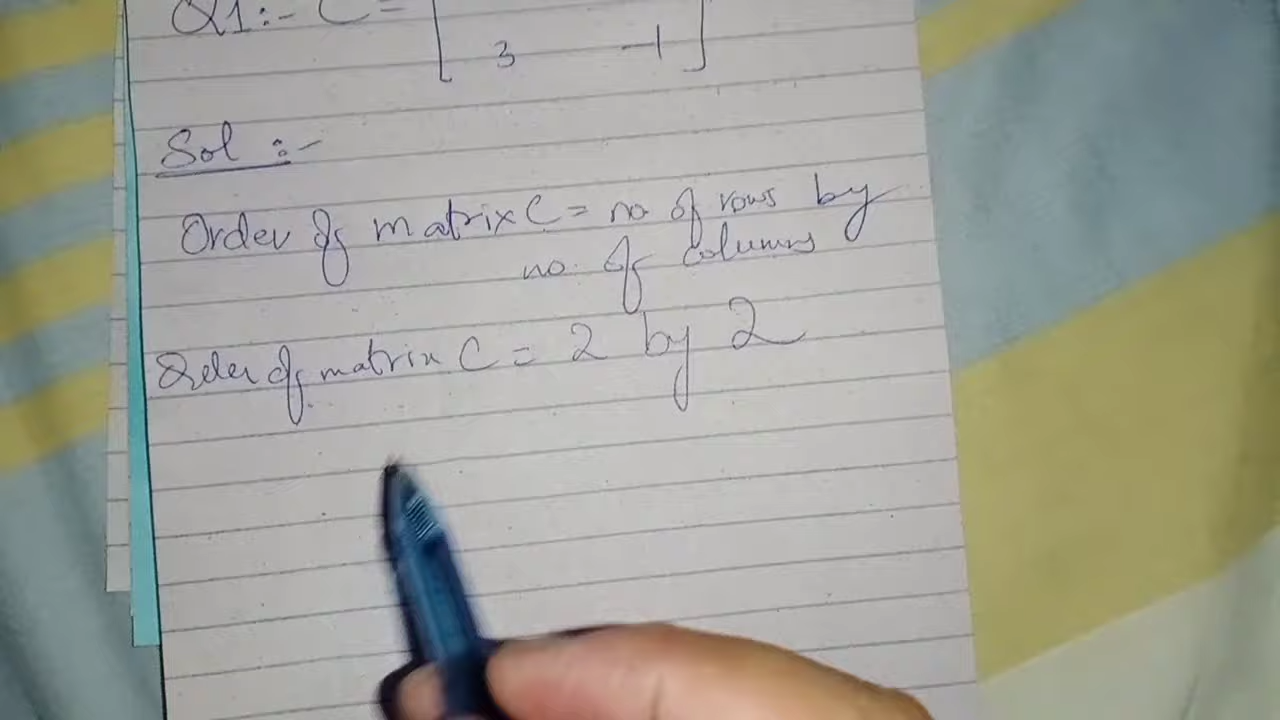 Q1:- C =
3 -1
Sol :-
Order of matrix C = no of rows by
no. of columns
Order of matrix C = 2 by 2